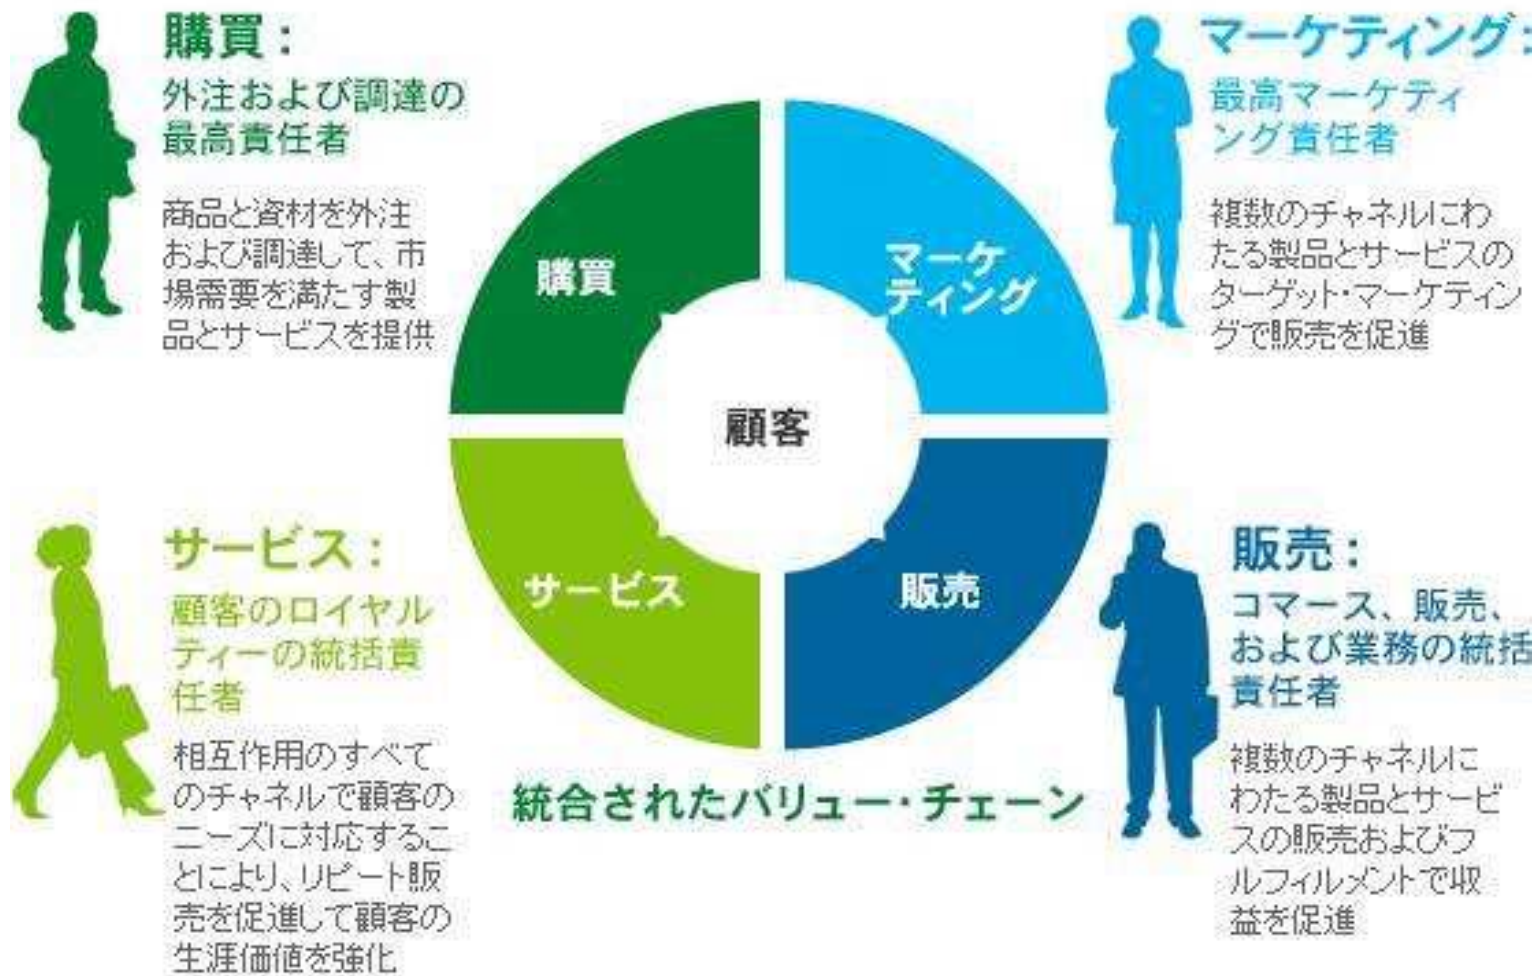 購買：
外注および調達の
最高責任者
商品と資材を外注
および調達して、市
場需要を満たす製
品とサービスを提供
マーケティング：
最高マーケティ
ング責任者
複数のチャネルにわ
たる製品とサービスの
ターゲット・マーケティン
グで販売を促進
購買
マーケ
ティング
顧客
サービス
販売
サービス：
顧客のロイヤル
ティーの統括責
任者
相互作用のすべて
のチャネルで顧客の
ニーズに対応するこ
とにより、リピート販
売を促進して顧客の
生涯価値を強化
販売：
コマース、販売、
および業務の統括
責任者
複数のチャネルに
わたる製品とサービ
スの販売およびフ
ルフィルメントで収
益を促進
統合されたバリュー・チェーン